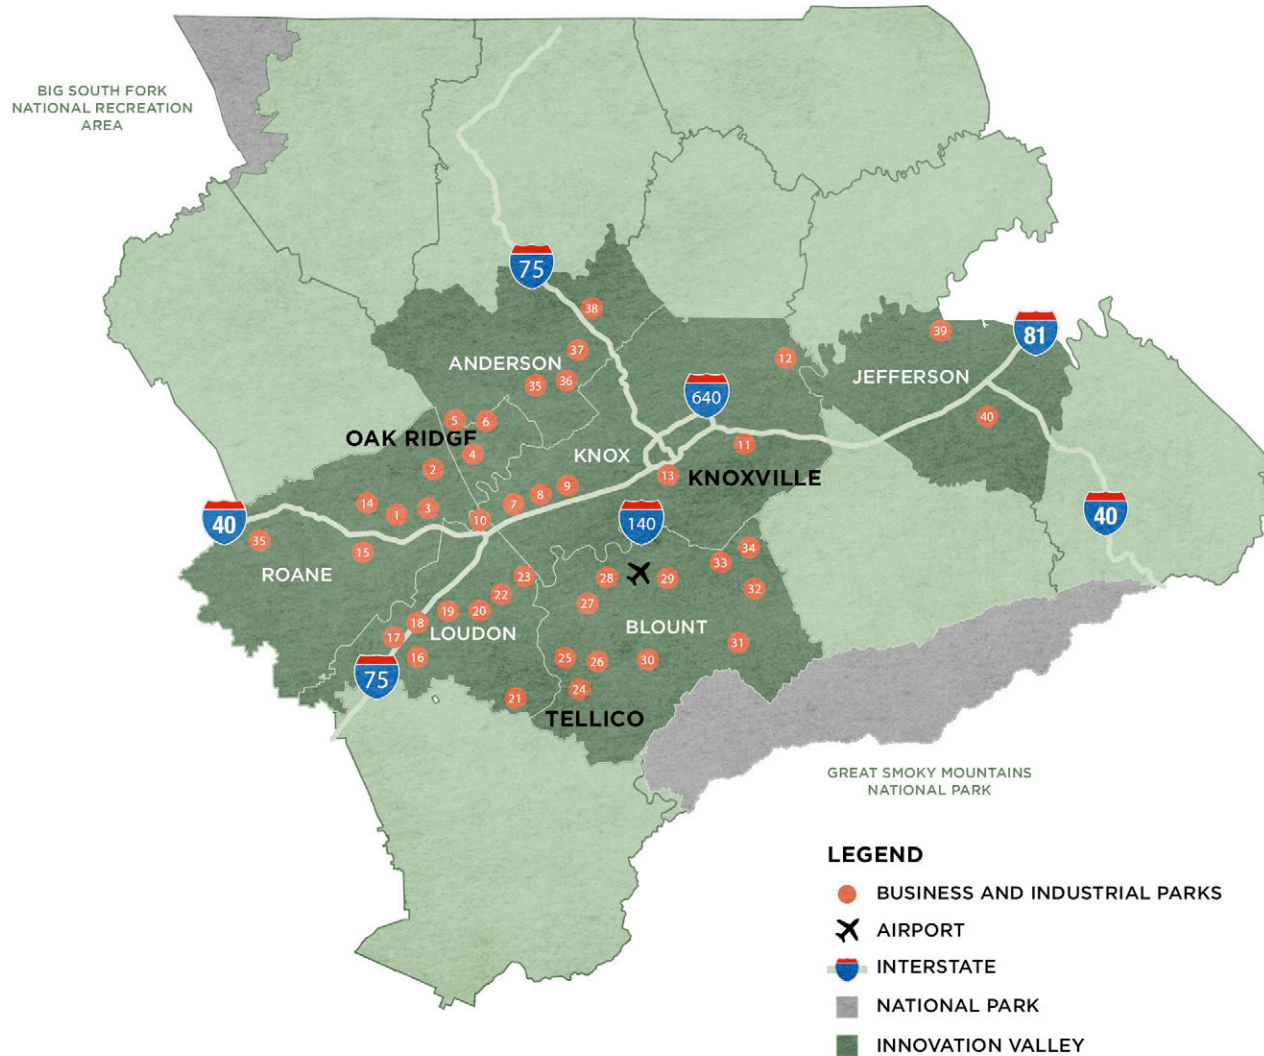 BIG SOUTH FORK
NATIONAL RECREATION
AREA
75
38
39
81
37
12
ANDERSON
JEFFERSON
36
35
640
40
5
6
OAK RIDGE
11
4
KNOX
2
13
KNOXVILLE
9
8
14
7
3
1
10
40
140
40
35
15
34
33
ROANE
23
28
29
32
22
27
19
20
18
LOUDON
BLOUNT
17
31
16
25
26
30
75
24
21
TELLICO
GREAT SMOKY MOUNTAINS
NATIONAL PARK
LEGEND
BUSINESS AND INDUSTRIAL PARKS
AIRPORT
INTERSTATE
NATIONAL PARK
INNOVATION VALLEY